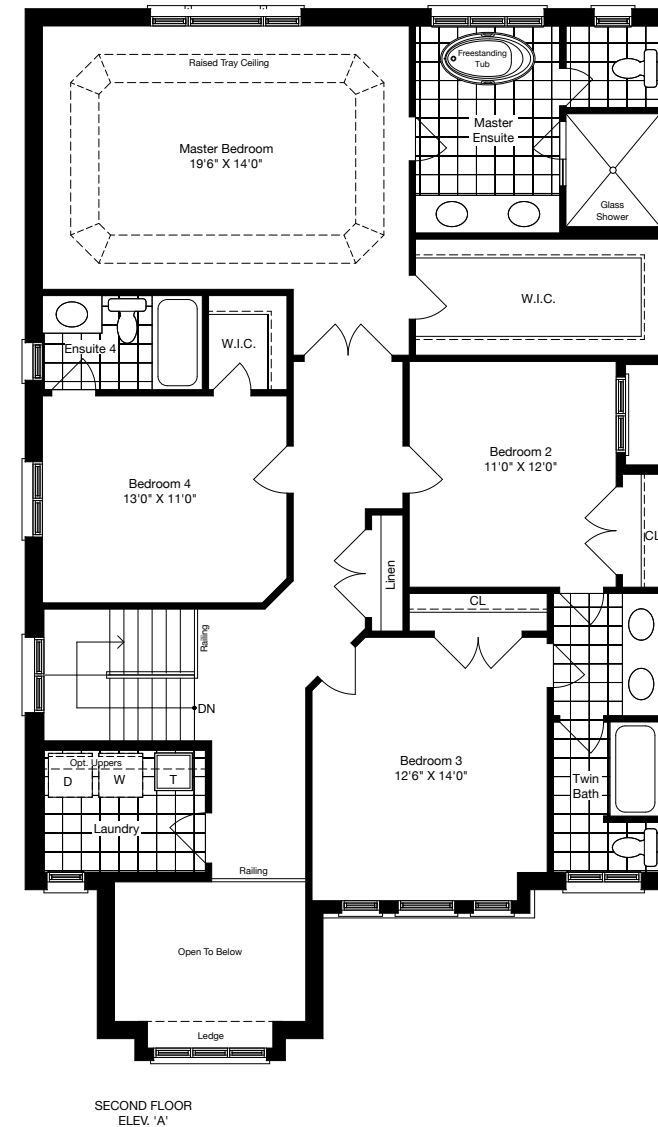 Raised Tray Ceiling
Freestanding
Tub
Master Bedroom
19'6" X 14'0"
Master
Ensuite
Glass
Shower
W.I.C.
Ensuite 4
W.I.C.
Bedroom 4
13'0" X 11'0"
Bedroom 2
11'0" X 12'0"
CL
Linen
CL
Railing
DN
Opt. Uppers
D
W
T
Laundry
Bedroom 3
12'6" X 14'0"
Twin
Bath
Railing
Open To Below
Ledge
SECOND FLOOR
ELEV. 'A'